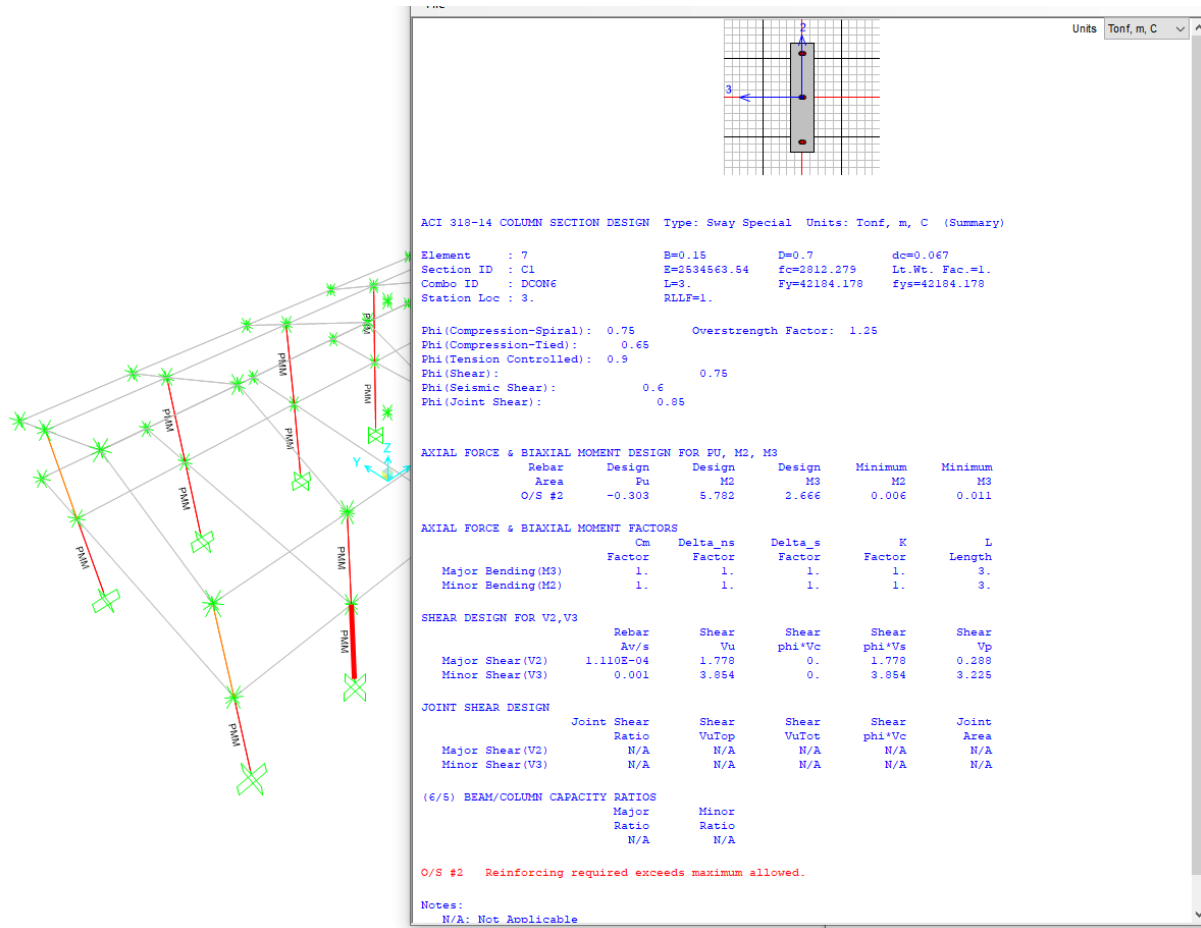 Units Tonf, m, C
2
3
ACI 318-14 COLUMN SECTION DESIGN Type: Sway Special Units: Tonf, m, C (Summary)
Element : 7 B=0.15 D=0.7 dc=0.067
Section ID : C1 E=2534563.54 fc=2812.279 Lt.Wt. Fac.=1.
Combo ID : DCON6 L=3. Fy=42184.178 fys=42184.178
Station Loc : 3. RLLF=1.
Phi(Compression-Spiral): 0.75 Overstrength Factor: 1.25
Phi(Compression-Tied): 0.65
Phi(Tension Controlled): 0.9
Phi(Shear): 0.75
Phi(Seismic Shear): 0.6
Phi(Joint Shear): 0.85
AXIAL FORCE & BIAXIAL MOMENT DESIGN FOR PU, M2, M3
Rebar Design Design Design Minimum Minimum
Area Pu M2 M3 M2 M3
O/S #2 -0.303 5.782 2.666 0.006 0.011
AXIAL FORCE & BIAXIAL MOMENT FACTORS
Cm Delta_ns Delta_s K L
Factor Factor Factor Factor Length
Major Bending(M3) 1. 1. 1. 1. 3.
Minor Bending(M2) 1. 1. 1. 1. 3.
SHEAR DESIGN FOR V2,V3
Rebar Shear Shear Shear Shear
Av/s Vu phi*Vc phi*Vs Vp
Major Shear(V2) 1.110E-04 1.778 0. 1.778 0.288
Minor Shear(V3) 0.001 3.854 0. 3.854 3.225
JOINT SHEAR DESIGN
Joint Shear Shear Shear Shear Joint
Ratio VuTop VuTot phi*Vc Area
Major Shear(V2) N/A N/A N/A N/A N/A
Minor Shear(V3) N/A N/A N/A N/A N/A
(6/5) BEAM/COLUMN CAPACITY RATIOS
Major Minor
Ratio Ratio
N/A N/A
O/S #2 Reinforcing required exceeds maximum allowed.
Notes:
N/A: Not Applicable
PMM
PMM
PMM
PMM
PMM
PMM
PMM
PMM
PMM
PMM
Z
Y